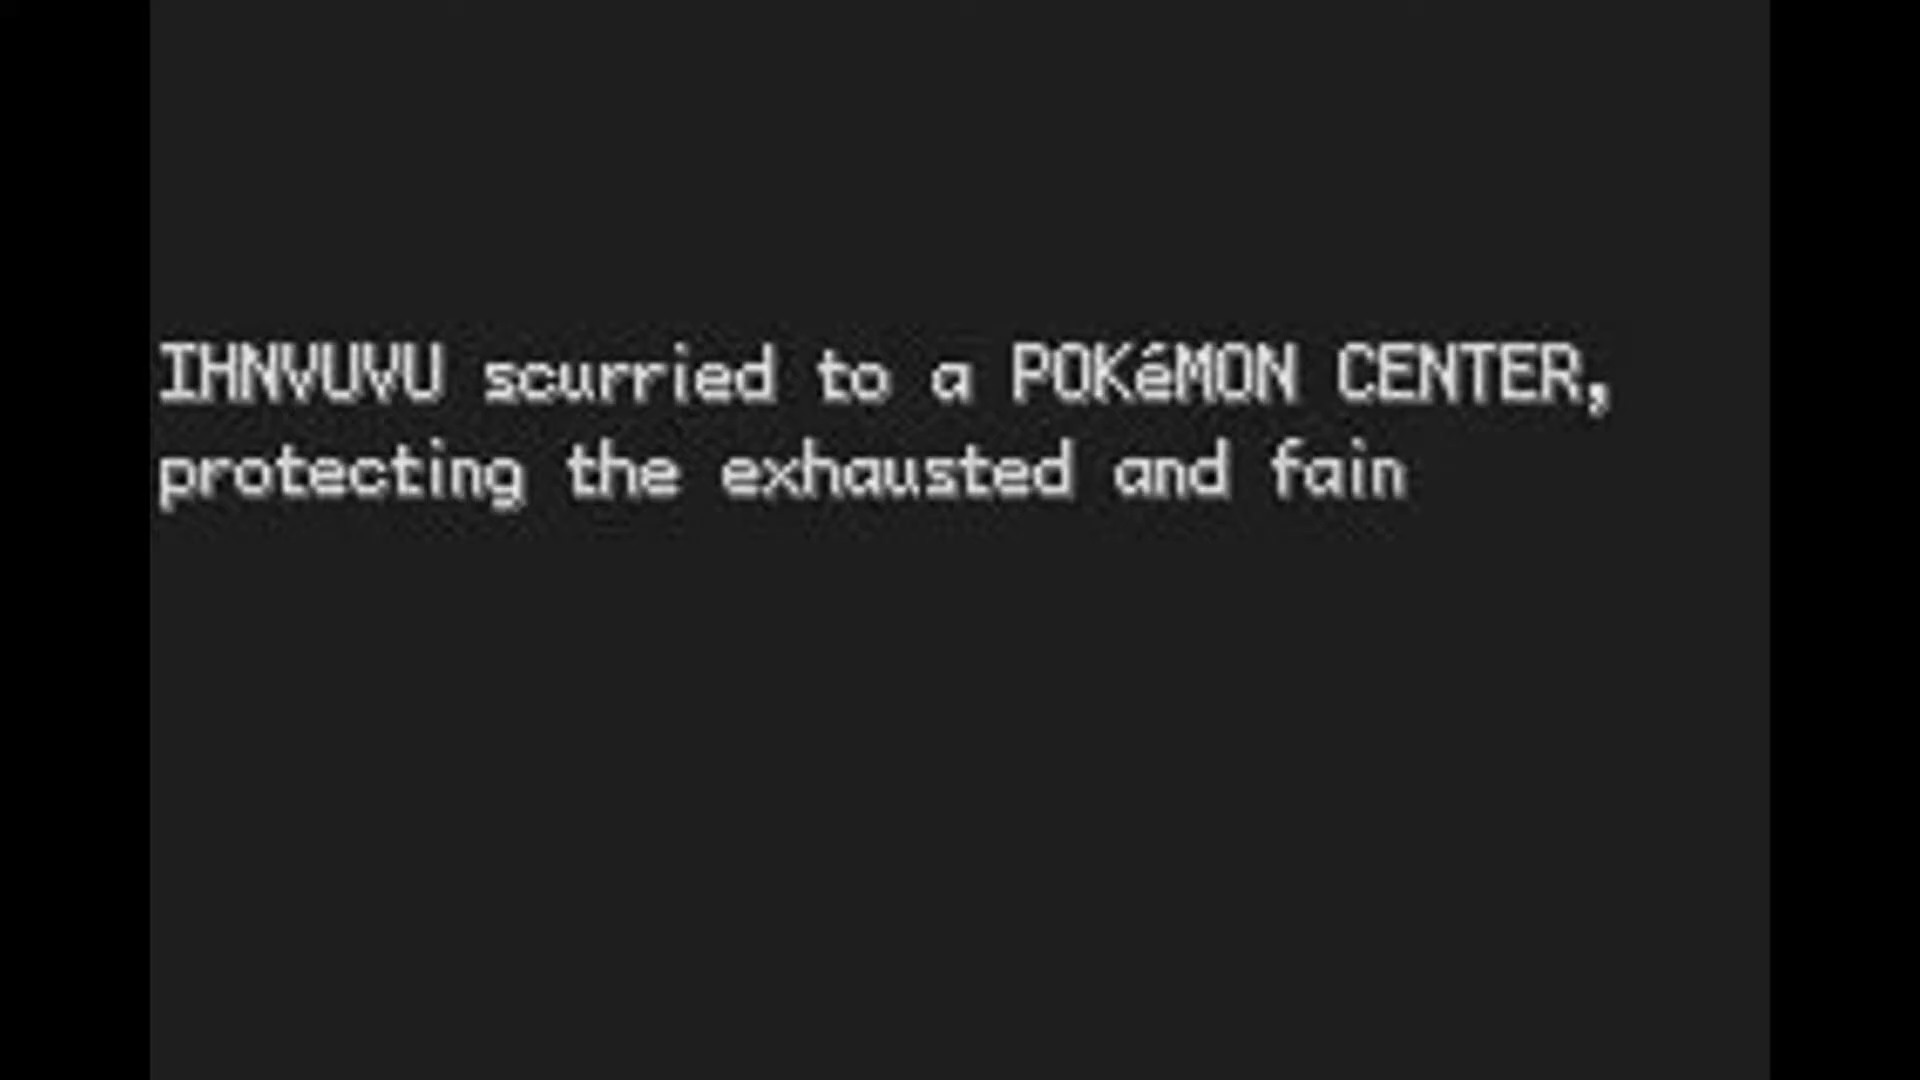 IHNVUVU scurried to a POKéMON CENTER,
protecting the exhausted and fain